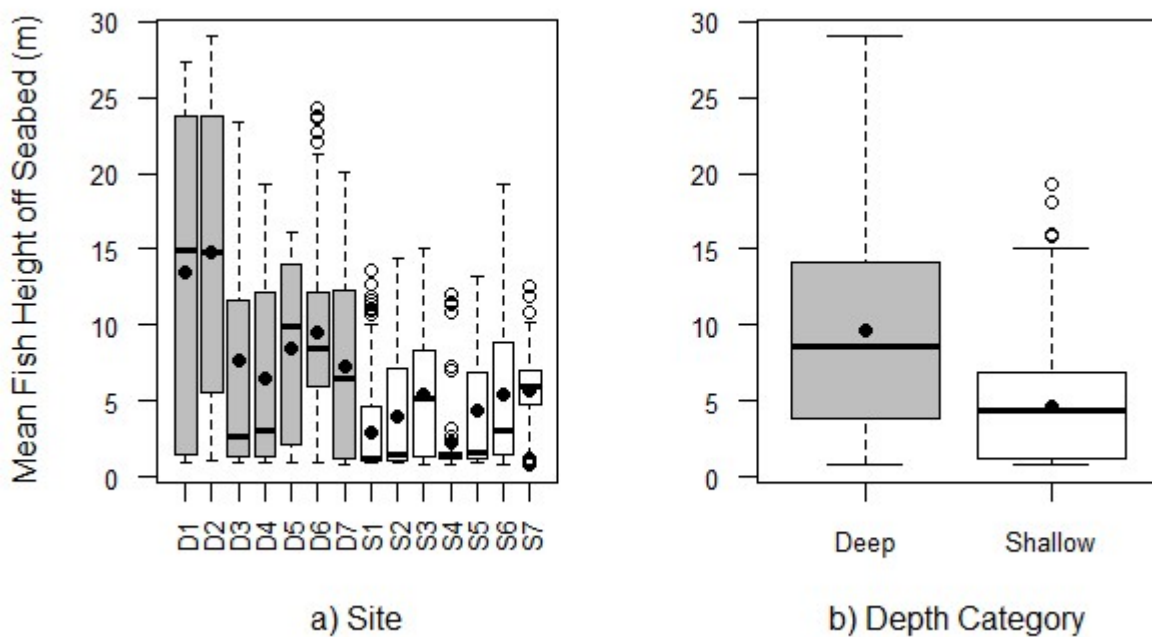 Mean Fish Height off Seabed (m)
30
25
20
15
10
5
0
D1
D2
D3
D4
D5
D6
D7
S1
S2
S3
S4
S5
S6
S7
a) Site
30
25
20
15
10
5
0
Deep Shallow
b) Depth Category